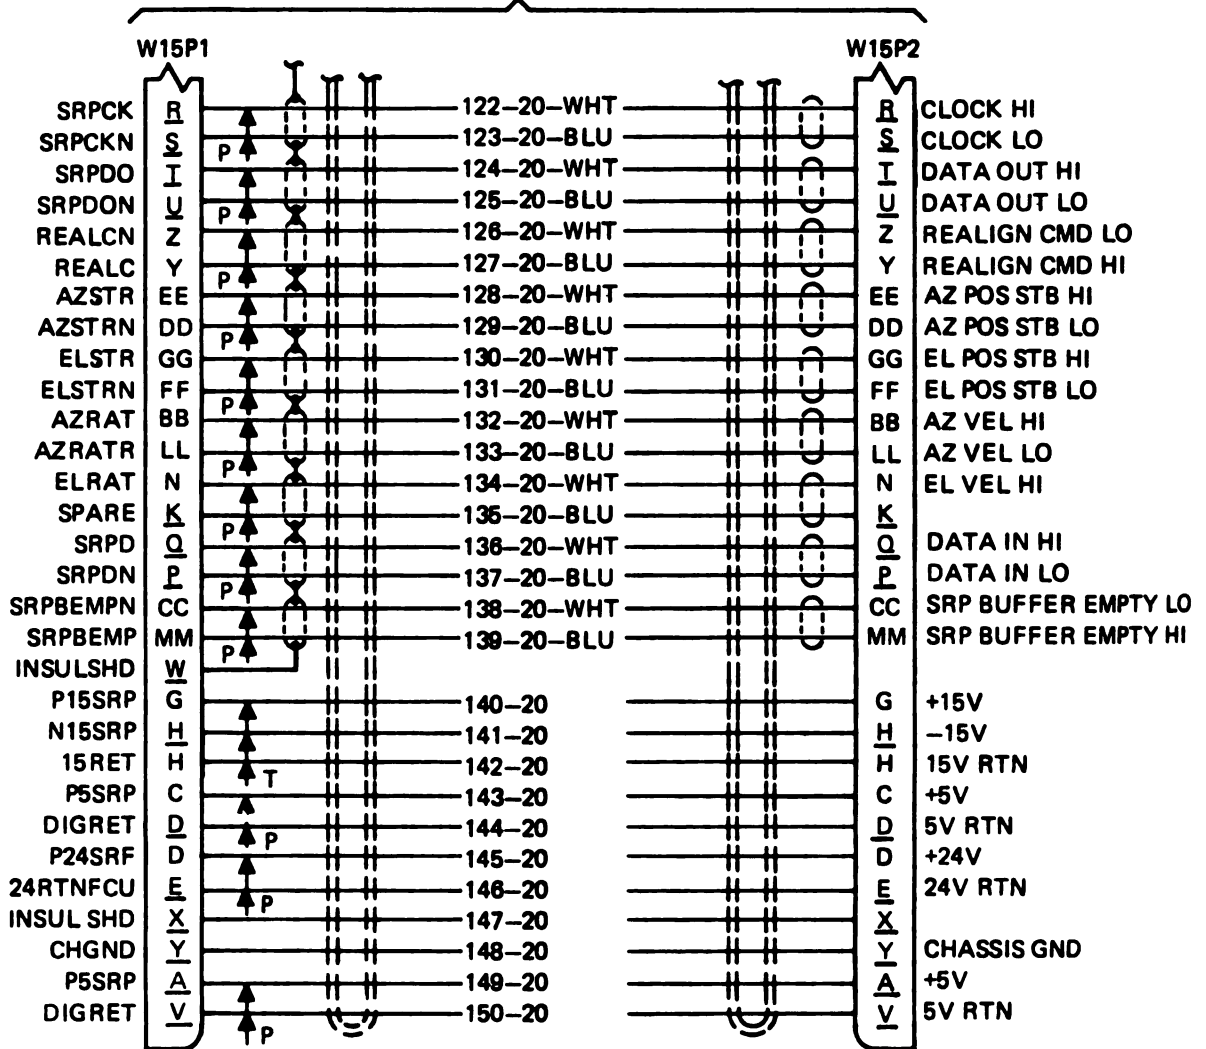 W15P1 W15P2
SRPCK R 122-20-WHT R CLOCK HI
SRPCKN S P 123-20-BLU S CLOCK LO
SRPDO I 124-20-WHT T DATA OUT HI
SRPDON U P 125-20-BLU U DATA OUT LO
REALCN Z 126-20-WHT Z REALIGN CMD LO
REALC Y P 127-20-BLU Y REALIGN CMD HI
AZSTR EE 128-20-WHT EE AZ POS STB HI
AZSTRN DD P 129-20-BLU DD AZ POS STB LO
ELSTR GG 130-20-WHT GG EL POS STB HI
ELSTRN FF P 131-20-BLU FF EL POS STB LO
AZRAT BB 132-20-WHT BB AZ VEL HI
AZRATR LL P 133-20-BLU LL AZ VEL LO
ELRAT N 134-20-WHT N EL VEL HI
SPARE K P 135-20-BLU K
SRPD Q 136-20-WHT Q DATA IN HI
SRPDN P P 137-20-BLU P DATA IN LO
SRPBEMPN CC 138-20-WHT CC SRP BUFFER EMPTY LO
SRPBEMP MM P 139-20-BLU MM SRP BUFFER EMPTY HI
INSULSHD W
P15SRP G 140-20 G +15V
N15SRP H 141-20 H -15V
15RET H T 142-20 H 15V RTN
P5SRP C 143-20 C +5V
DIGRET D P 144-20 D 5V RTN
P24SRF D 145-20 D +24V
24RTNFCU E P 146-20 E 24V RTN
INSUL SHD X 147-20 X
CHGND Y 148-20 Y CHASSIS GND
P5SRP A 149-20 A +5V
DIGRET V P 150-20 V 5V RTN